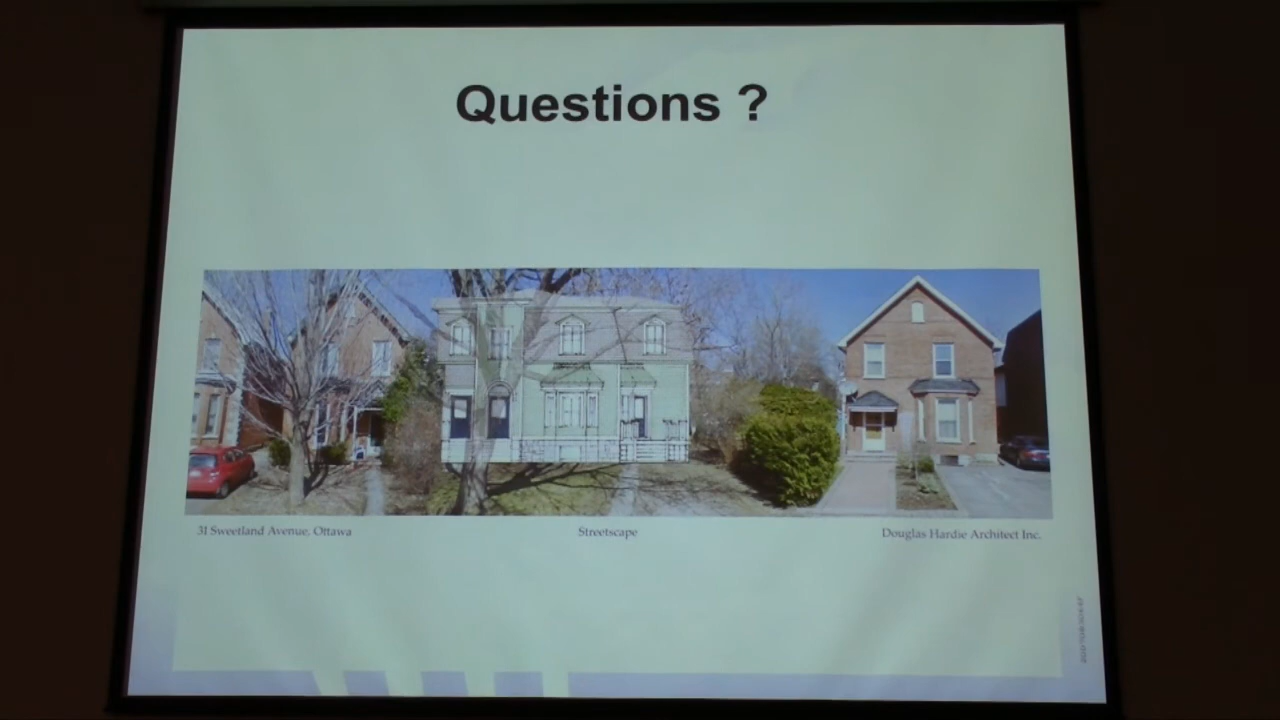 Questions ?
31 Sweetland Avenue, Ottawa
Streetscape
Douglas Hardie Architect Inc.